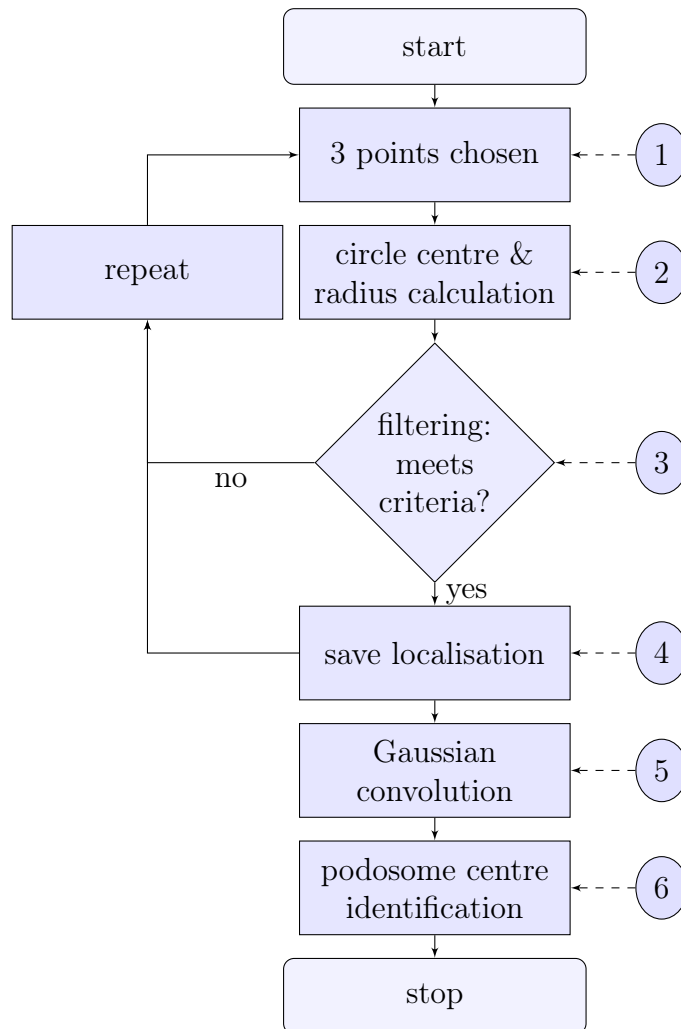 start
3 points chosen
1
repeat
circle centre &
radius calculation
2
filtering:
meets
criteria?
3
no
yes
save localisation
4
Gaussian
convolution
5
podosome centre
identification
6
stop